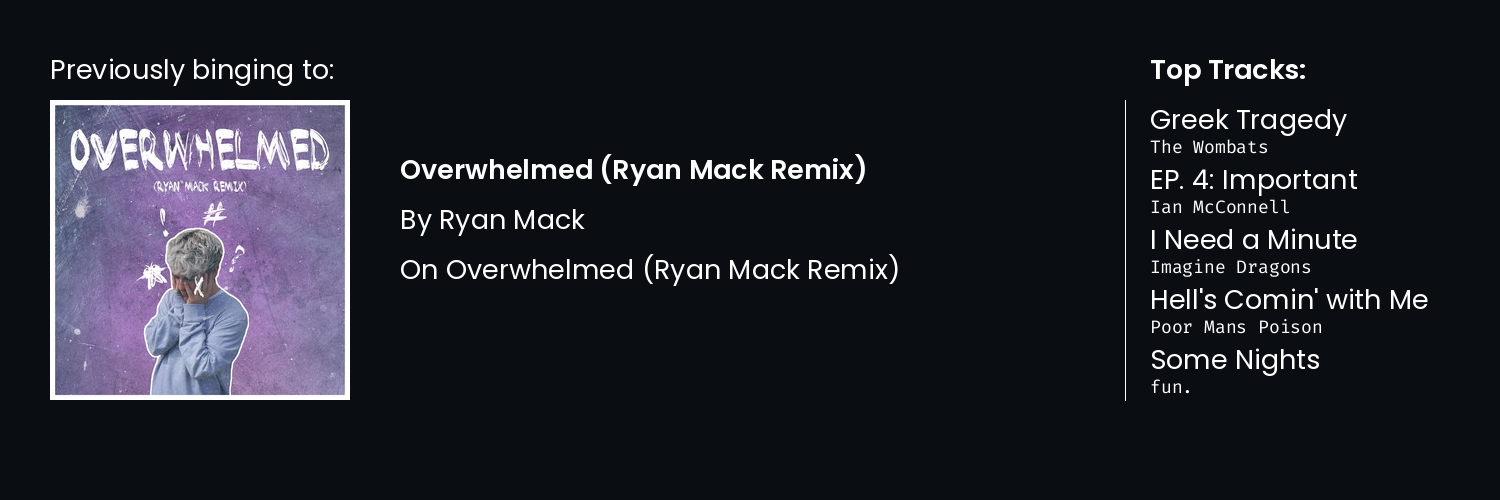 Previously binging to:
OVERWHELMED
(RYAN MACK REMIX)
Overwhelmed (Ryan Mack Remix)
By Ryan Mack
On Overwhelmed (Ryan Mack Remix)
Top Tracks:
Greek Tragedy
The Wombats
EP. 4: Important
Ian McConnell
I Need a Minute
Imagine Dragons
Hell's Comin' with Me
Poor Mans Poison
Some Nights
fun.